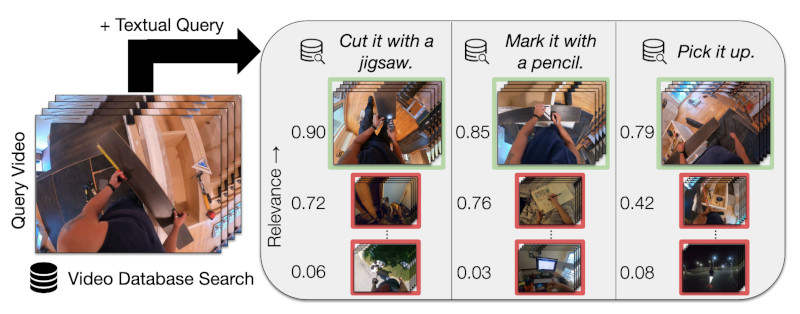 + Textual Query
Query Video
Video Database Search
Relevance →
Cut it with a
jigsaw.
0.90
0.72
0.06
Mark it with
a pencil.
0.85
0.76
0.03
Pick it up.
0.79
0.42
0.08